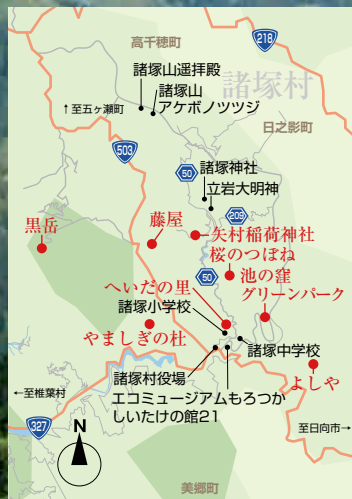 高千穂町
218
諸塚山遥拝殿
諸塚村
諸塚山
アケボノツツジ
↑至五ヶ瀬町
日之影町
503
50
諸塚神社
立岩大明神
209
黒岳
藤屋
矢村稲荷神社
桜のつぼね
50
池の窪
グリーンパーク
へいだの里
諸塚小学校
やましぎの杜
諸塚中学校
諸塚村役場
よしや
エコミュージアムもろつか
しいたけの館21
←至椎葉村
327
至日向市→
N
美郷町